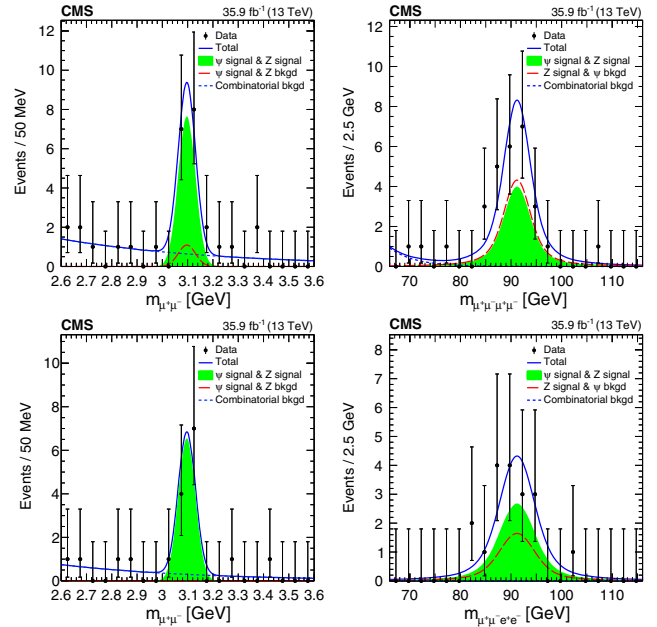 CMS 35.9 fb⁻¹ (13 TeV)
Events / 50 MeV
12
10
8
6
4
2
0
Data
Total
ψ signal & Z signal
ψ signal & Z bkgd
Combinatorial bkgd
2.6 2.7 2.8 2.9 3 3.1 3.2 3.3 3.4 3.5 3.6
m_{μ⁺μ⁻} [GeV]
CMS 35.9 fb⁻¹ (13 TeV)
Events / 2.5 GeV
12
10
8
6
4
2
0
Data
Total
ψ signal & Z signal
Z signal & ψ bkgd
Combinatorial bkgd
70 80 90 100 110
m_{μ⁺μ⁻μ⁺μ⁻} [GeV]
CMS 35.9 fb⁻¹ (13 TeV)
Events / 50 MeV
10
8
6
4
2
0
Data
Total
ψ signal & Z signal
ψ signal & Z bkgd
Combinatorial bkgd
2.6 2.7 2.8 2.9 3 3.1 3.2 3.3 3.4 3.5 3.6
m_{μ⁺μ⁻} [GeV]
CMS 35.9 fb⁻¹ (13 TeV)
Events / 2.5 GeV
8
7
6
5
4
3
2
1
0
Data
Total
ψ signal & Z signal
Z signal & ψ bkgd
Combinatorial bkgd
70 80 90 100 110
m_{μ⁺μ⁻e⁺e⁻} [GeV]